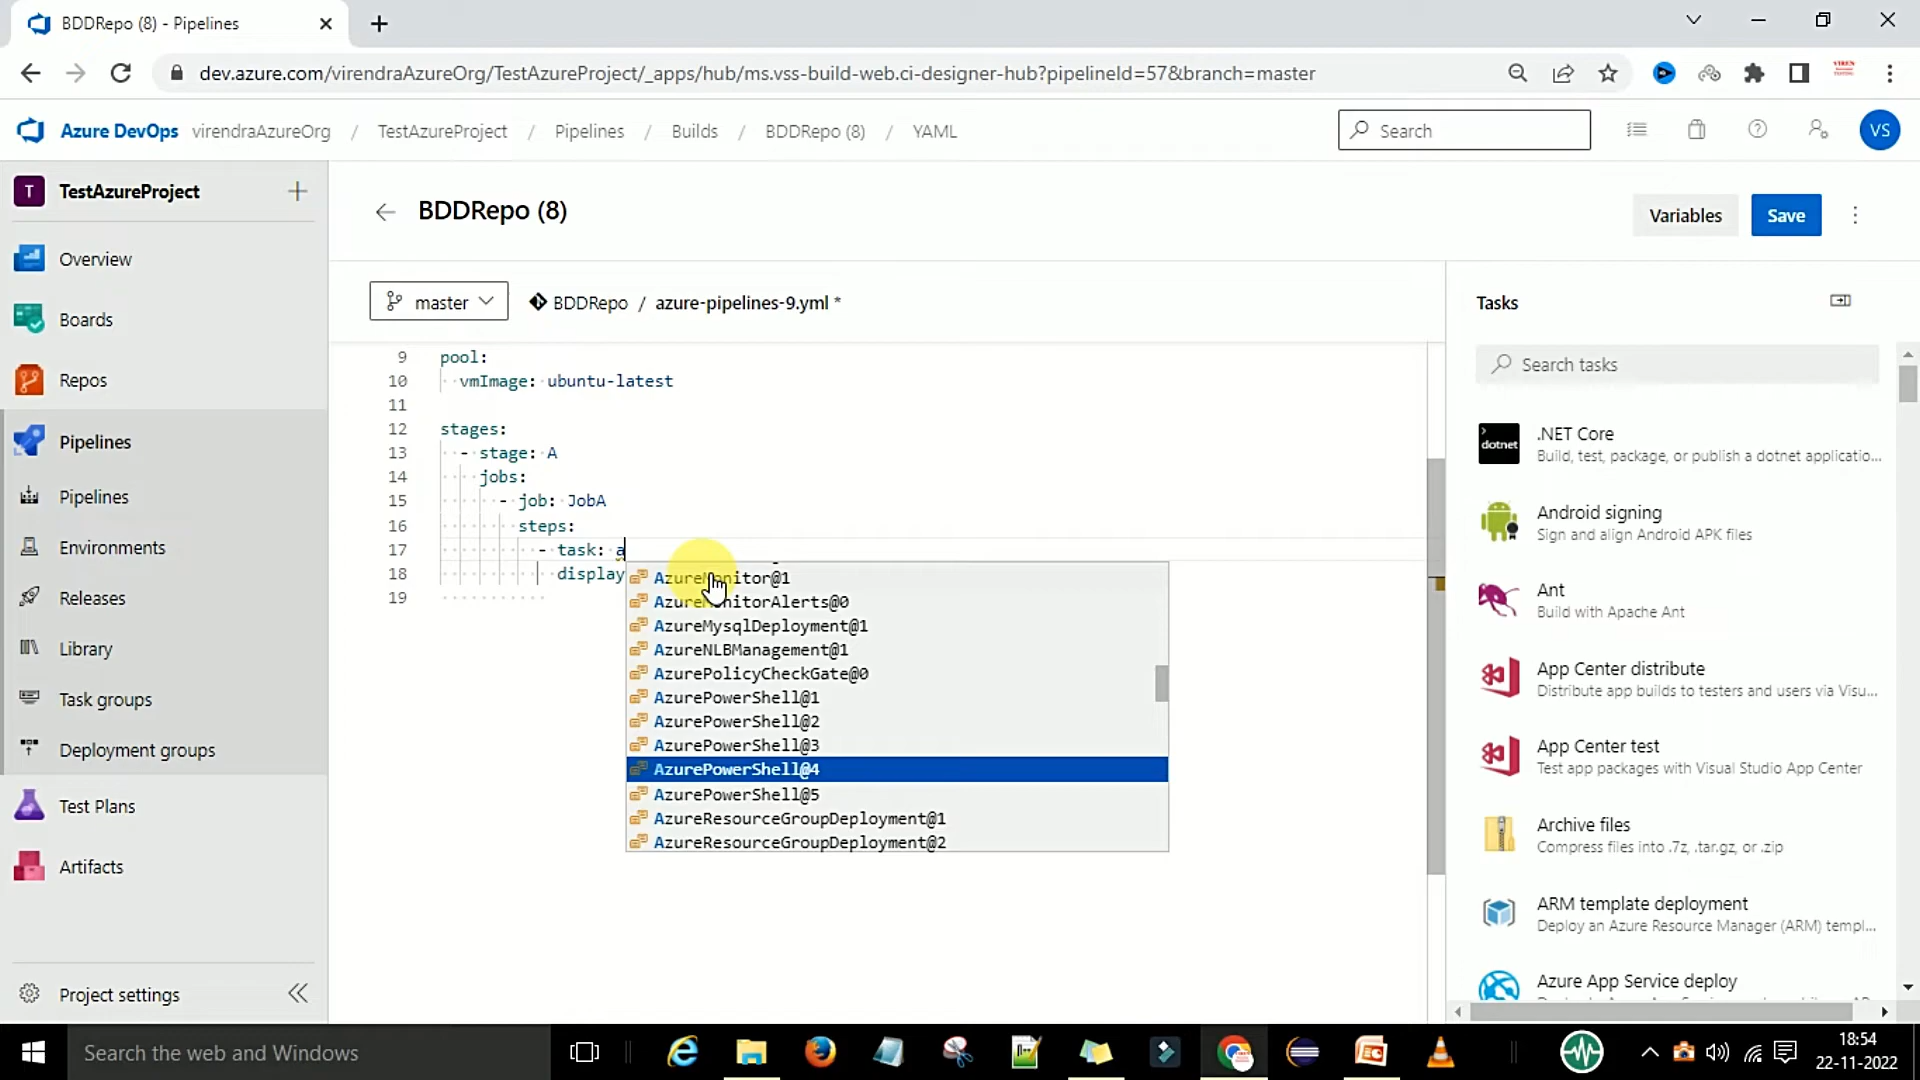 BDDRepo (8) - Pipelines
dev.azure.com/virendraAzureOrg/TestAzureProject/_apps/hub/ms.vss-build-web.ci-designer-hub?pipelineId=57&branch=master
Azure DevOps virendraAzureOrg / TestAzureProject / Pipelines / Builds / BDDRepo (8) / YAML
Search
VS
T TestAzureProject
Overview
Boards
Repos
Pipelines
Pipelines
Environments
Releases
Library
Task groups
Deployment groups
Test Plans
Artifacts
Project settings
BDDRepo (8)
Variables
Save
master
BDDRepo / azure-pipelines-9.yml *
9 pool:
10 vmImage: ubuntu-latest
11
12 stages:
13 - stage: A
14 jobs:
15 - job: JobA
16 steps:
17 - task: a
18 display
19
AzureMonitor@1
AzureMonitorAlerts@0
AzureMysqlDeployment@1
AzureNLBManagement@1
AzurePolicyCheckGate@0
AzurePowerShell@1
AzurePowerShell@2
AzurePowerShell@3
AzurePowerShell@4
AzurePowerShell@5
AzureResourceGroupDeployment@1
AzureResourceGroupDeployment@2
Tasks
Search tasks
dotnet
.NET Core
Build, test, package, or publish a dotnet applicatio...
Android signing
Sign and align Android APK files
Ant
Build with Apache Ant
App Center distribute
Distribute app builds to testers and users via Visu...
App Center test
Test app packages with Visual Studio App Center
Archive files
Compress files into .7z, .tar.gz, or .zip
ARM template deployment
Deploy an Azure Resource Manager (ARM) templ...
Azure App Service deploy
Search the web and Windows
18:54
22-11-2022